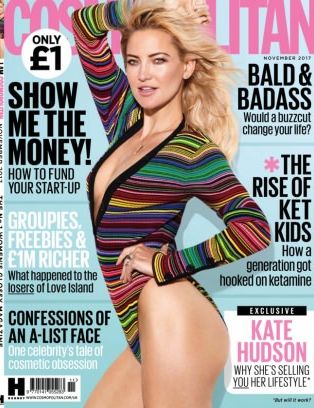 COSMOPOLITAN
ONLY
£1
NOVEMBER 2017
SHOW
ME THE
MONEY!
HOW TO FUND
YOUR START-UP
GROUPIES,
FREEBIES &
£1M RICHER
What happened to the
losers of Love Island
CONFESSIONS OF
AN A-LIST FACE
One celebrity's tale of
cosmetic obsession
BALD &
BADASS
Would a buzzcut
change your life?
*THE
RISE OF
KET
KIDS
How a
generation got
hooked on ketamine
EXCLUSIVE
KATE
HUDSON
WHY SHE'S SELLING
YOU HER LIFESTYLE*
*But will it work?
H
HEARST
WWW.COSMOPOLITAN.COM/UK
11>